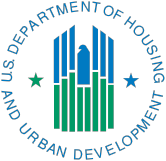 U.S. DEPARTMENT OF HOUSING
AND URBAN DEVELOPMENT